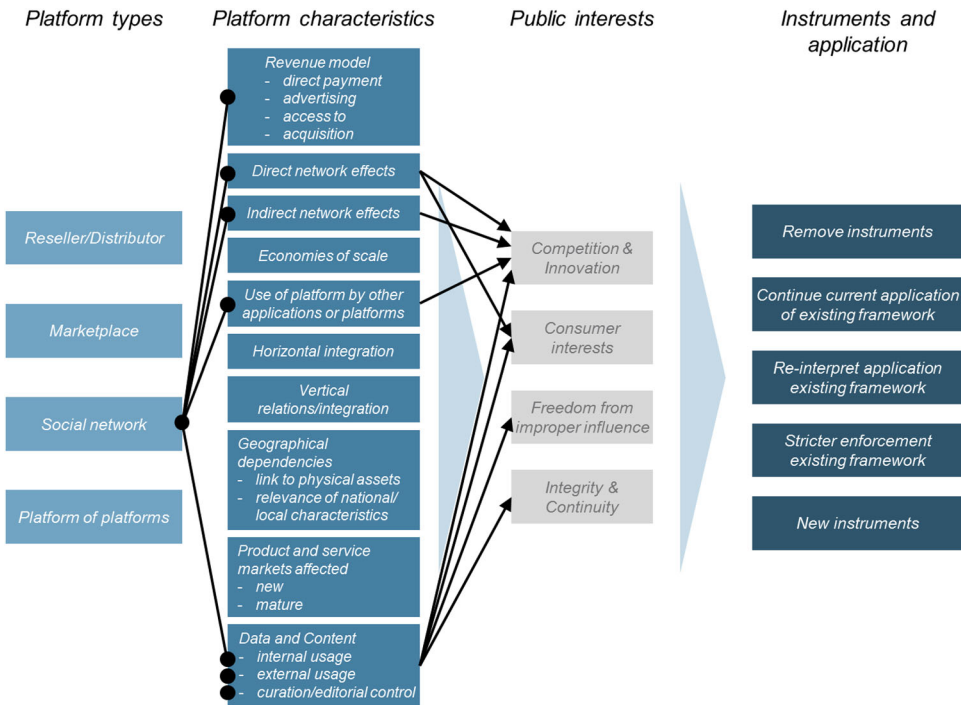 Platform types
Platform characteristics
Public interests
Instruments and
application
Reseller/Distributor
Marketplace
Social network
Platform of platforms
Revenue model
- direct payment
- advertising
- access to
- acquisition
Direct network effects
Indirect network effects
Economies of scale
Use of platform by other
applications or platforms
Horizontal integration
Vertical
relations/integration
Geographical
dependencies
- link to physical assets
- relevance of national/
local characteristics
Product and service
markets affected
- new
- mature
Data and Content
- internal usage
- external usage
- curation/editorial control
Competition &
Innovation
Consumer
interests
Freedom from
improper influence
Integrity &
Continuity
Remove instruments
Continue current application
of existing framework
Re-interpret application
existing framework
Stricter enforcement
existing framework
New instruments